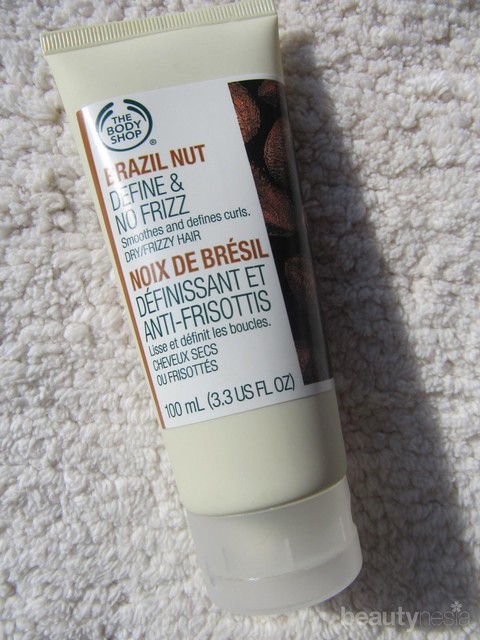 THE
BODY
SHOP
®
BRAZIL NUT
DEFINE &
NO FRIZZ
Smoothes and defines curls.
DRY/FRIZZY HAIR
NOIX DE BRÉSIL
DÉFINISSANT ET
ANTI-FRISOTTIS
Lisse et définit les boucles.
CHEVEUX SECS
OU FRISOTTÉS
100 mL (3.3 US FL OZ)
beautynesia